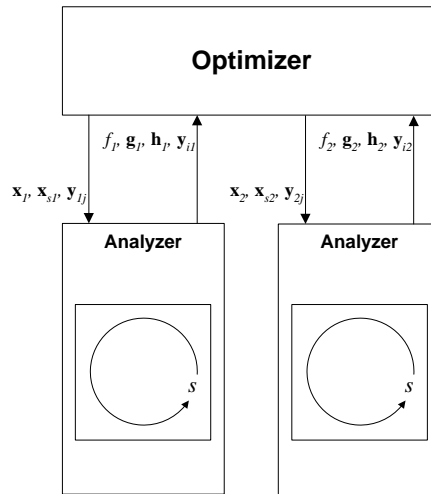 Optimizer
f1, g1, h1, yi1
f2, g2, h2, yi2
x1, xs1, y1j
x2, xs2, y2j
Analyzer
Analyzer
s
s